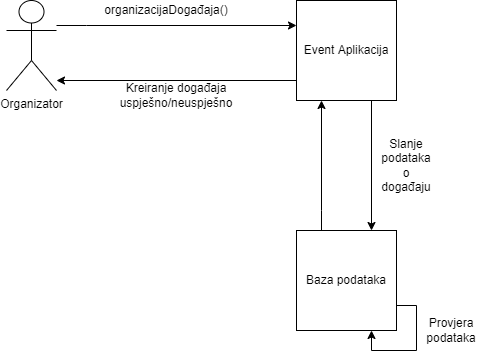 organizacijaDogađaja()
Event Aplikacija
Organizator
Kreiranje događaja
uspješno/neuspješno
Slanje
podataka
o
događaju
Baza podataka
Provjera
podataka